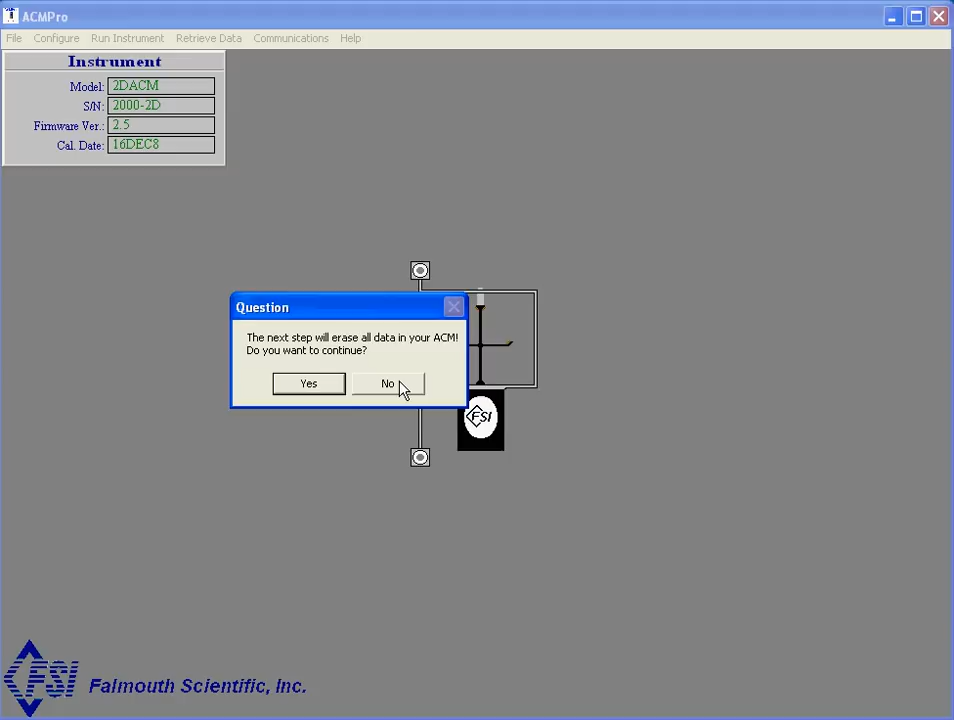 ACMPro
File Configure Run Instrument Retrieve Data Communications Help
Instrument
Model: 2DACM
S/N: 2000-2D
Firmware Ver.: 2.5
Cal. Date: 16DEC8
Question
The next step will erase all data in your ACM!
Do you want to continue?
Yes No
FSI
FSI Falmouth Scientific, Inc.